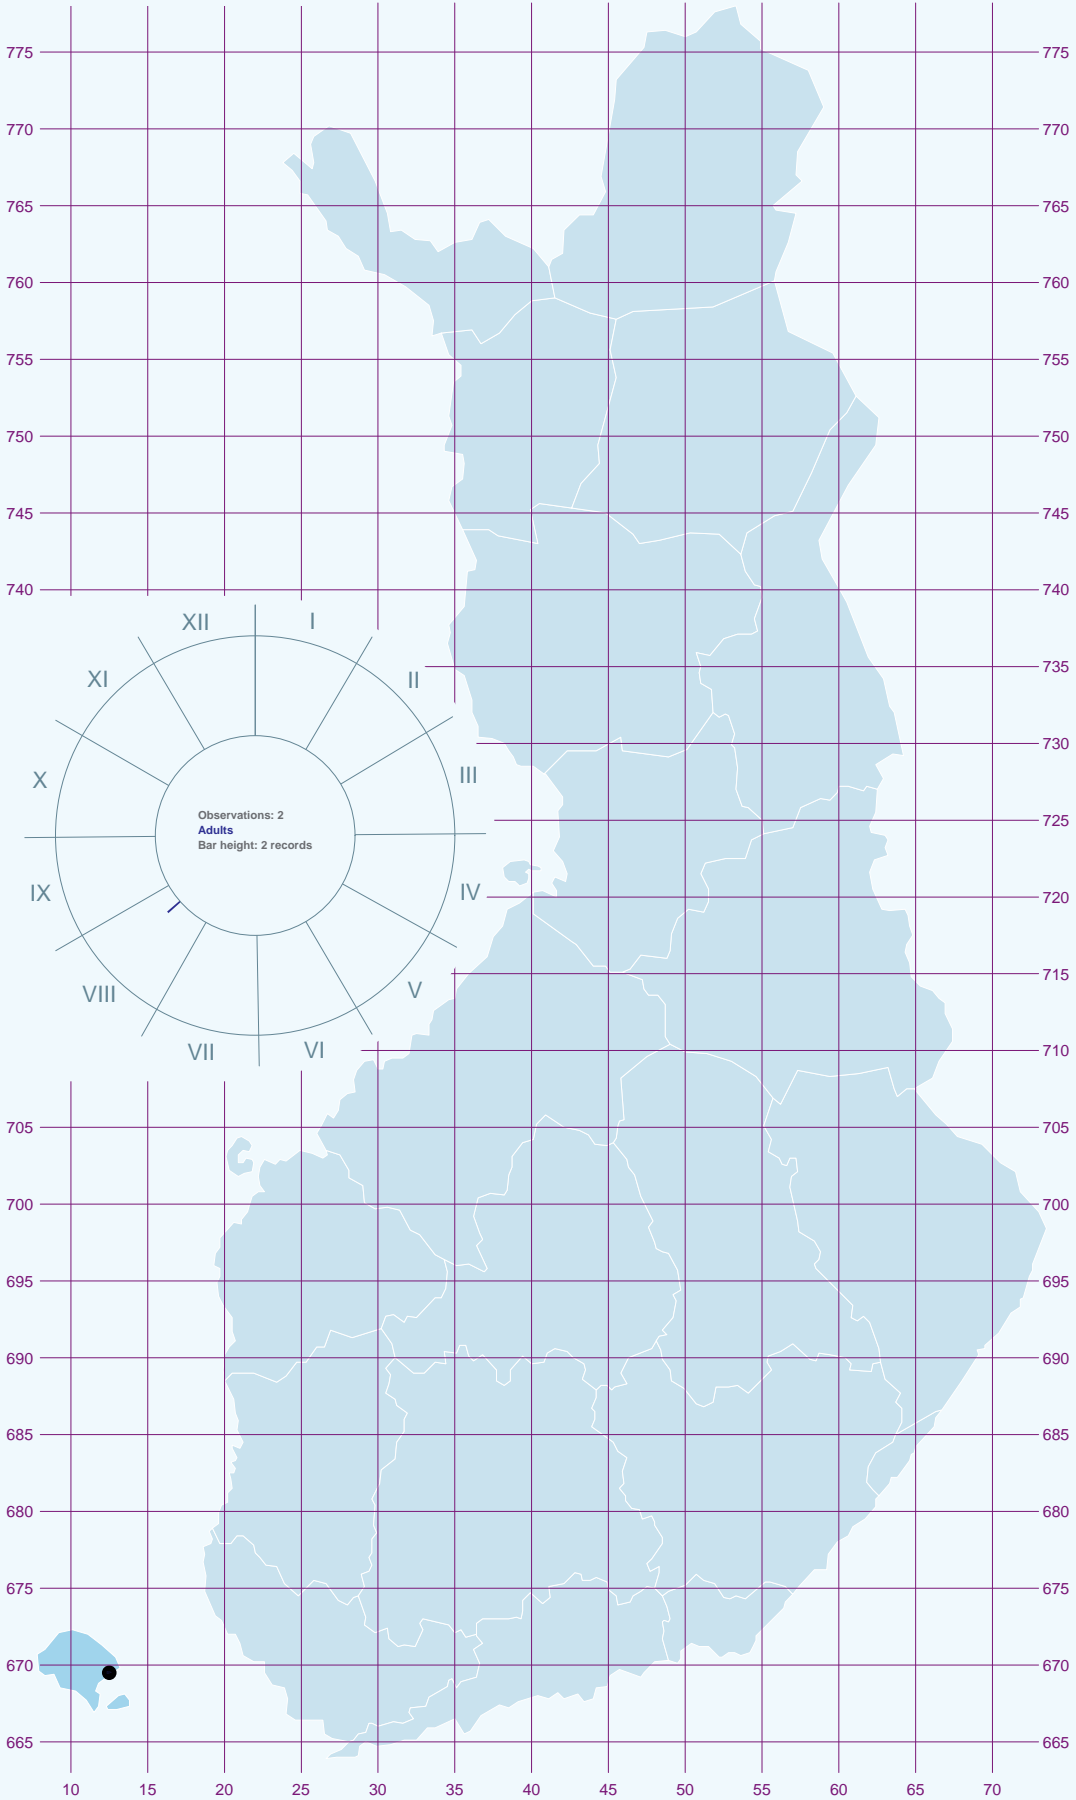 775 775
770 770
765 765
760 760
755 755
750 750
745 745
740 740
XII I
735
XI II
730
X III
Observations: 2
Adults
Bar height: 2 records
725
IX IV
720
VIII V
715
VII VI
710
705 705
700 700
695 695
690 690
685 685
680 680
675 675
670 670
665 665
10 15 20 25 30 35 40 45 50 55 60 65 70